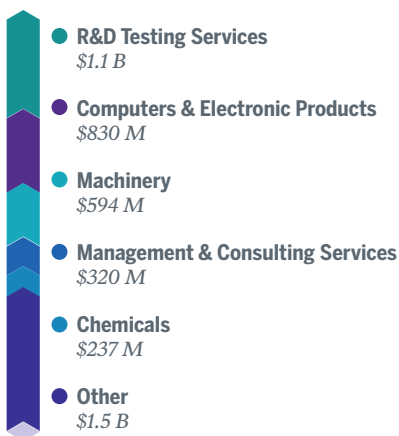 R&D Testing Services
$1.1 B
Computers & Electronic Products
$830 M
Machinery
$594 M
Management & Consulting Services
$320 M
Chemicals
$237 M
Other
$1.5 B